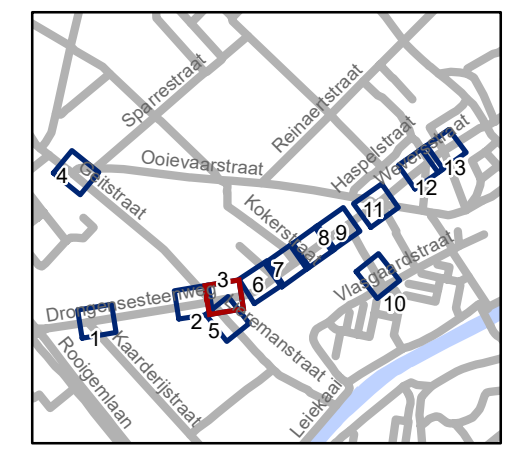 Sparrestraat
Reinaertstraat
Haspelstraat
Weversstraat
Ooievaarstraat
4
Geitstraat
13
12
11
Kokerstraat
8
9
7
6
3
Vlasgaardstraat
10
Drongensesteenweg
2
5
1
Kaarderijstraat
Rooigemlaan
Leiekaai